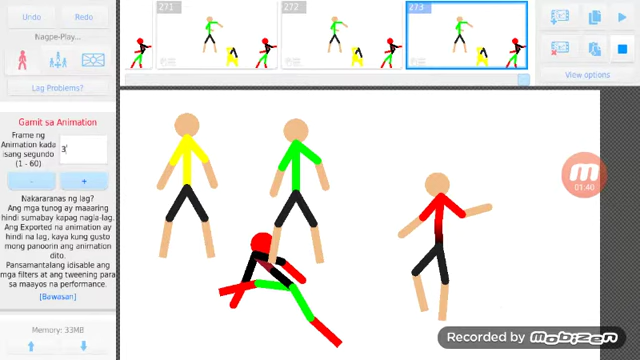 Undo
Redo
Nagpe-Play...
Lag Problems?
Gamit sa Animation
Frame ng
Animation kada
isang segundo
(1 - 60)
3
-
+
Nakakaranas ng lag?
Ang mga tunog ay maaaring
hindi sumabay kapag nagla-lag.
Ang Exported na animation ay
hindi na lag, kaya kung gusto
mong panoorin ang animation
dito.
Pansamantalang idisable ang
mga filters at ang tweening para
sa maayos na performance.
[Bawasan]
Memory: 33MB
271
272
273
View options
01:40
Recorded by Mobizen